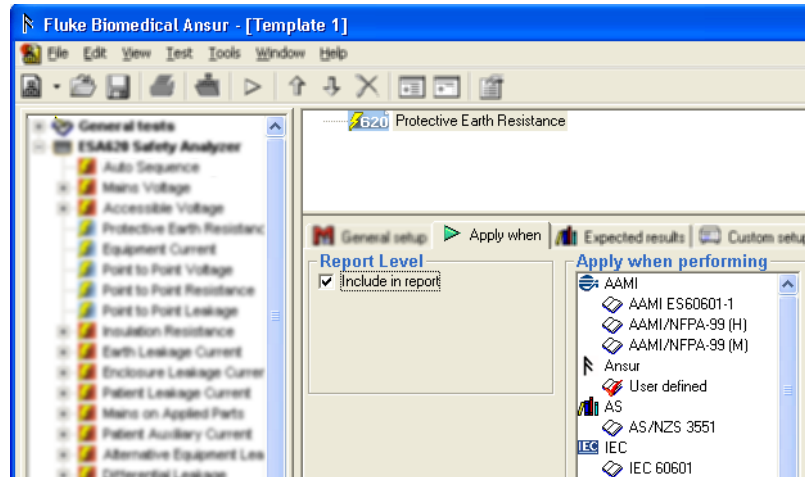 Fluke Biomedical Ansur - [Template 1]
File Edit View Test Tools Window Help
General tests
ESA620 Safety Analyzer
Auto Sequence
Mains Voltage
Accessible Voltage
Protective Earth Resistanc
Equipment Current
Point to Point Voltage
Point to Point Resistance
Point to Point Leakage
Insulation Resistance
Earth Leakage Current
Enclosure Leakage Currer
Patient Leakage Current
Mains on Applied Parts
Patient Auxiliary Current
Alternative Equipment Lea
Differential Leakage
620 Protective Earth Resistance
General setup Apply when Expected results Custom setup
Report Level
Include in report
Apply when performing
AAMI
AAMI ES60601-1
AAMI/NFPA-99 (H)
AAMI/NFPA-99 (M)
Ansur
User defined
AS
AS/NZS 3551
IEC IEC
IEC 60601